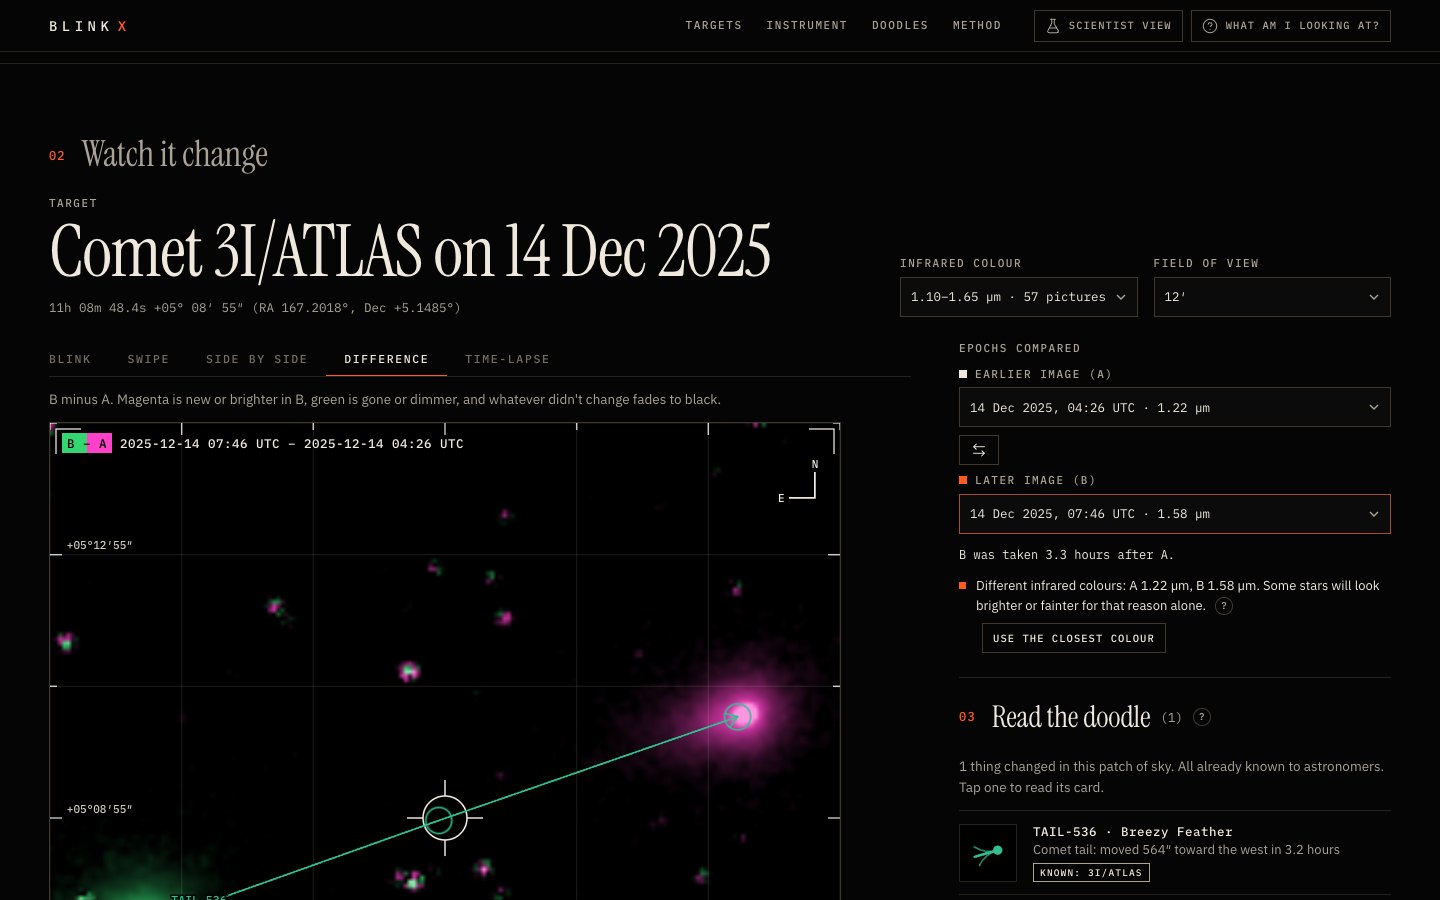 BLINK X
TARGETS INSTRUMENT DOODLES METHOD SCIENTIST VIEW WHAT AM I LOOKING AT?
02 Watch it change
TARGET
Comet 3I/ATLAS on 14 Dec 2025
11h 08m 48.4s +05° 08′ 55″ (RA 167.2018°, Dec +5.1485°)
INFRARED COLOUR
1.10–1.65 µm · 57 pictures
FIELD OF VIEW
12′
BLINK SWIPE SIDE BY SIDE DIFFERENCE TIME-LAPSE
B minus A. Magenta is new or brighter in B, green is gone or dimmer, and whatever didn't change fades to black.
B − A 2025-12-14 07:46 UTC − 2025-12-14 04:26 UTC
N
E
+05°12′55″
+05°08′55″
TAIL-536
EPOCHS COMPARED
EARLIER IMAGE (A)
14 Dec 2025, 04:26 UTC · 1.22 µm
LATER IMAGE (B)
14 Dec 2025, 07:46 UTC · 1.58 µm
B was taken 3.3 hours after A.
Different infrared colours: A 1.22 µm, B 1.58 µm. Some stars will look
brighter or fainter for that reason alone. ?
USE THE CLOSEST COLOUR
03 Read the doodle (1) ?
1 thing changed in this patch of sky. All already known to astronomers.
Tap one to read its card.
TAIL-536 · Breezy Feather
Comet tail: moved 564″ toward the west in 3.2 hours
KNOWN: 3I/ATLAS